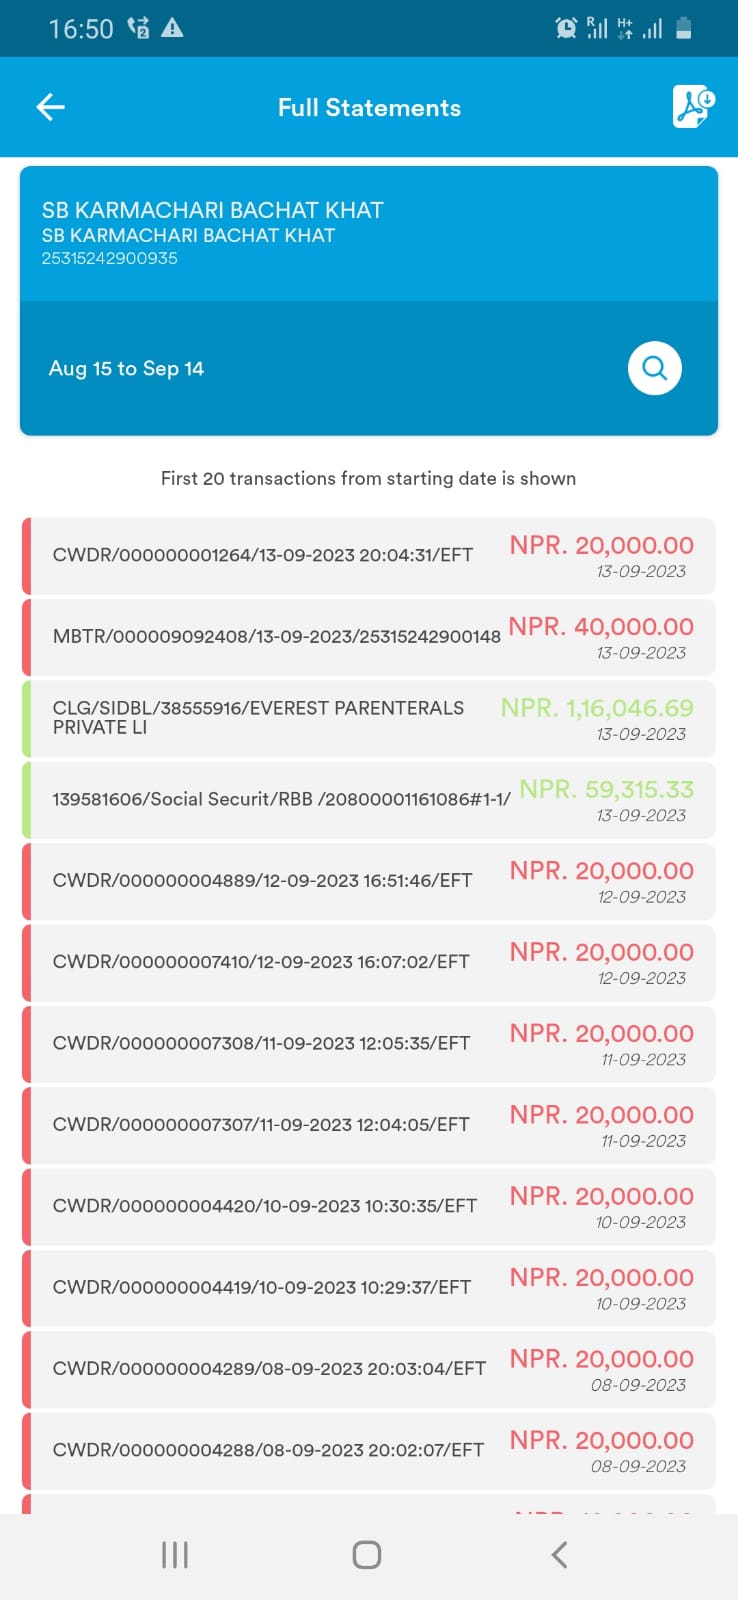 16:50
R H+
Full Statements
SB KARMACHARI BACHAT KHAT
SB KARMACHARI BACHAT KHAT
25315242900935
Aug 15 to Sep 14
First 20 transactions from starting date is shown
CWDR/000000001264/13-09-2023 20:04:31/EFT NPR. 20,000.00
13-09-2023
MBTR/000009092408/13-09-2023/25315242900148 NPR. 40,000.00
13-09-2023
CLG/SIDBL/38555916/EVEREST PARENTERALS NPR. 1,16,046.69
PRIVATE LI
13-09-2023
139581606/Social Securit/RBB /20800001161086#1-1/ NPR. 59,315.33
13-09-2023
CWDR/000000004889/12-09-2023 16:51:46/EFT NPR. 20,000.00
12-09-2023
CWDR/000000007410/12-09-2023 16:07:02/EFT NPR. 20,000.00
12-09-2023
CWDR/000000007308/11-09-2023 12:05:35/EFT NPR. 20,000.00
11-09-2023
CWDR/000000007307/11-09-2023 12:04:05/EFT NPR. 20,000.00
11-09-2023
CWDR/000000004420/10-09-2023 10:30:35/EFT NPR. 20,000.00
10-09-2023
CWDR/000000004419/10-09-2023 10:29:37/EFT NPR. 20,000.00
10-09-2023
CWDR/000000004289/08-09-2023 20:03:04/EFT NPR. 20,000.00
08-09-2023
CWDR/000000004288/08-09-2023 20:02:07/EFT NPR. 20,000.00
08-09-2023